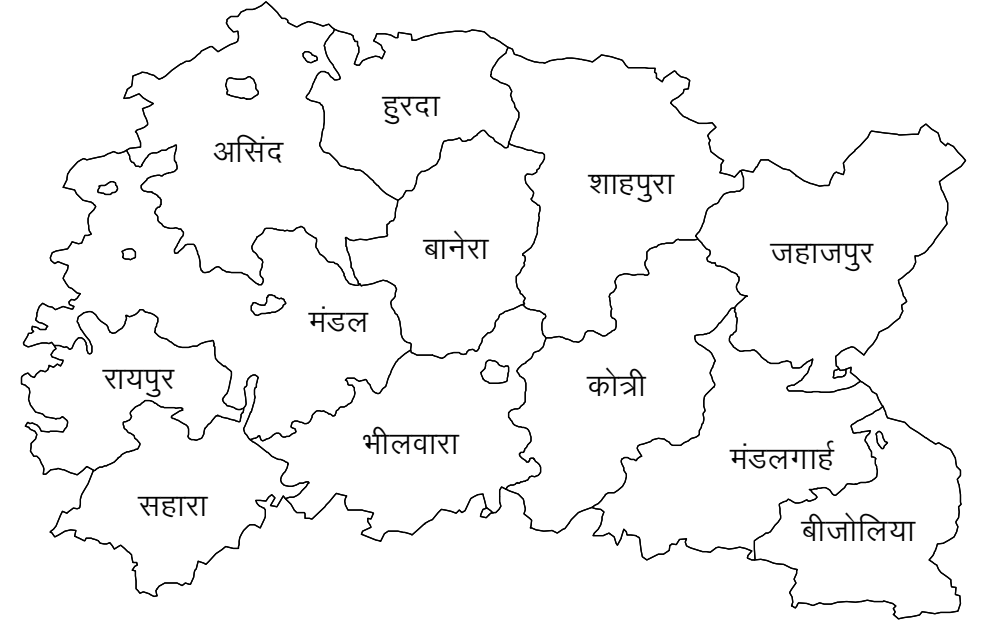 हुरदा
असिंद
शाहपुरा
बानेरा
जहाजपुर
मंडल
रायपुर
कोत्री
भीलवारा
मंडलगार्ह
सहारा
बीजोलिया